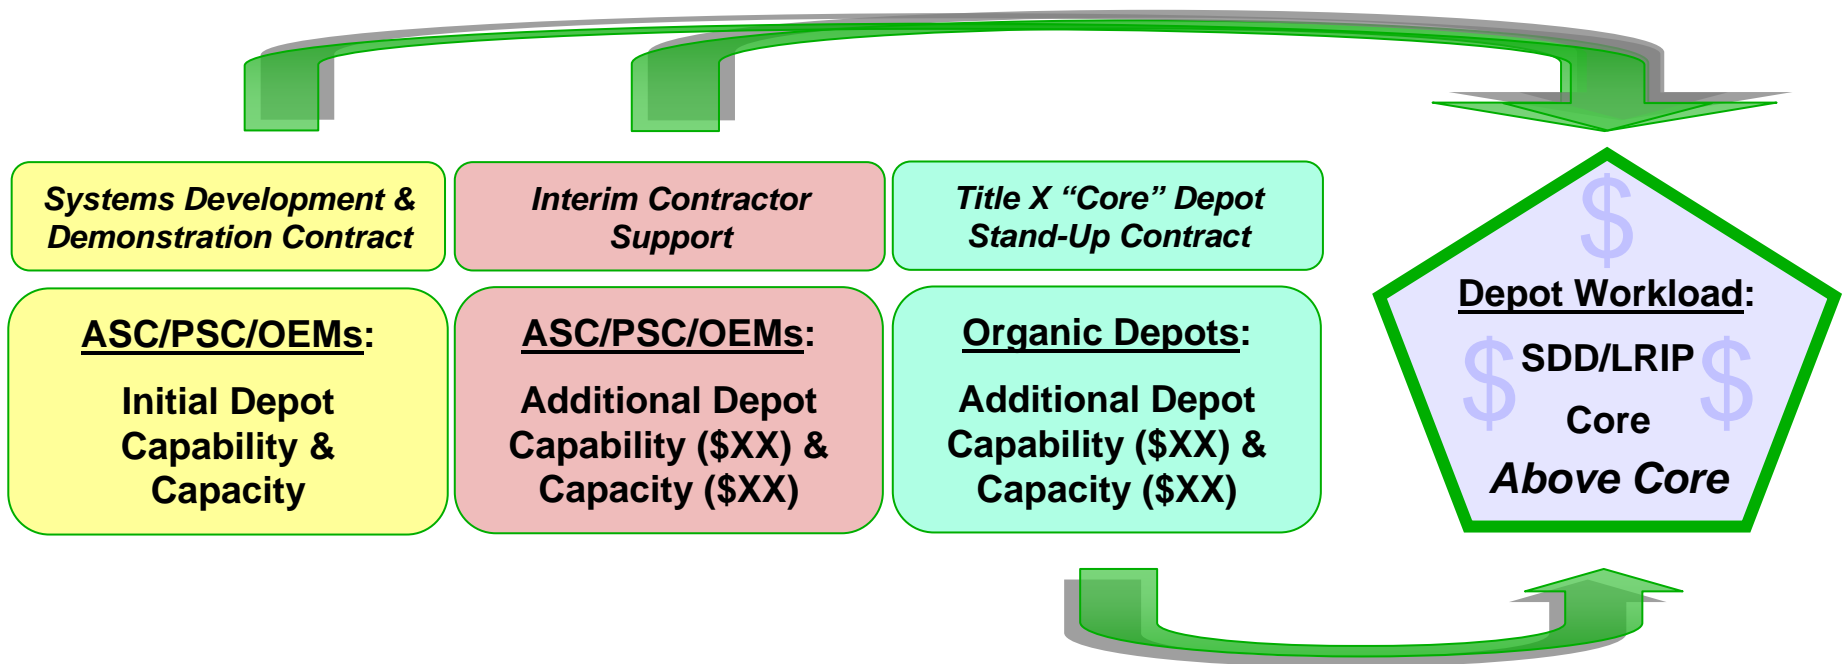 Systems Development &
Demonstration Contract
Interim Contractor
Support
Title X “Core” Depot
Stand-Up Contract
ASC/PSC/OEMs:
Initial Depot
Capability &
Capacity
ASC/PSC/OEMs:
Additional Depot
Capability ($XX) &
Capacity ($XX)
Organic Depots:
Additional Depot
Capability ($XX) &
Capacity ($XX)
$
Depot Workload:
$ SDD/LRIP $
Core
Above Core